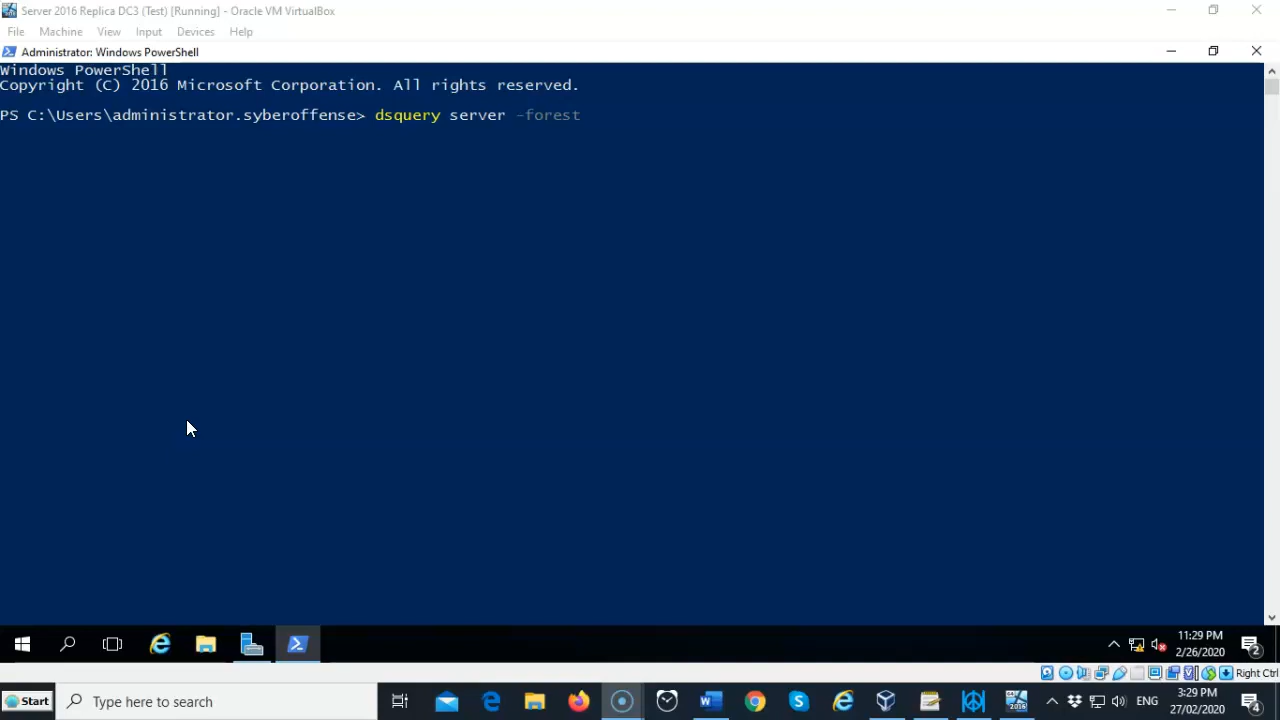 Server 2016 Replica DC3 (Test) [Running] - Oracle VM VirtualBox
File Machine View Input Devices Help
Administrator: Windows PowerShell
Windows PowerShell
Copyright (C) 2016 Microsoft Corporation. All rights reserved.
PS C:\Users\administrator.syberoffense> dsquery server -forest
11:29 PM
2/26/2020
2
Right Ctrl
Start
Type here to search
ENG
3:29 PM
27/02/2020
4